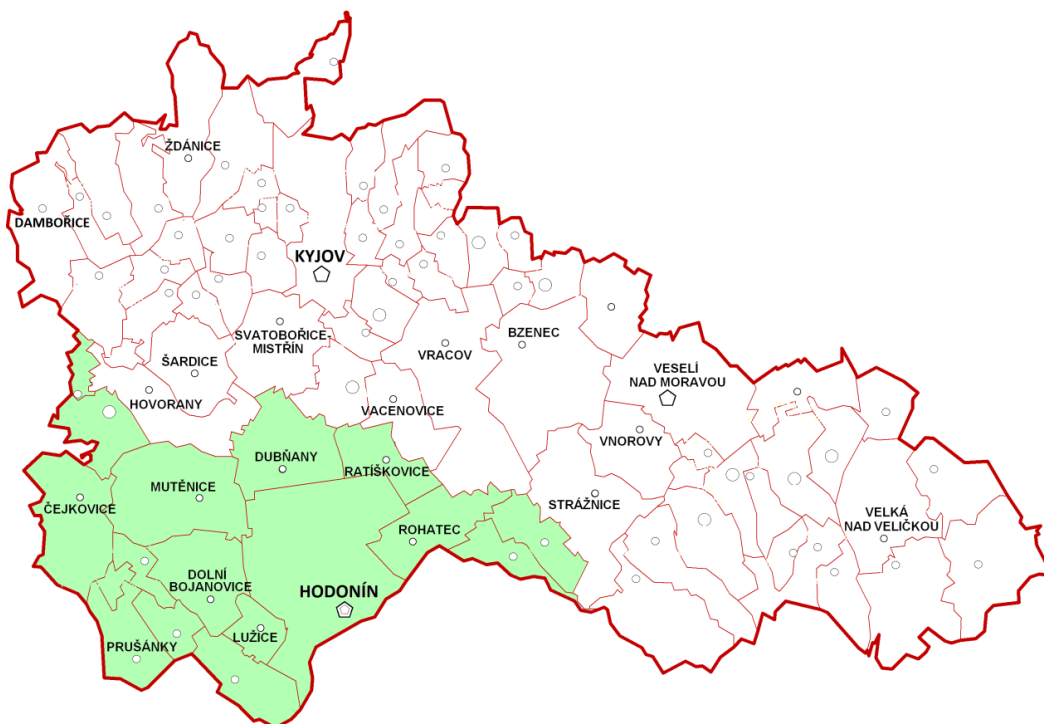 ŽDÁNICE
DAMBOŘICE
KYJOV
SVATOBOŘICE-
MISTŘÍN
BZENEC
VRACOV
ŠARDICE
VESELÍ
NAD MORAVOU
HOVORANY
VACENOVICE
VNOROVY
DUBŇANY
RATÍŠKOVICE
MUTĚNICE
ČEJKOVICE
STRÁŽNICE
VELKÁ
NAD VELIČKOU
ROHATEC
DOLNÍ
BOJANOVICE
HODONÍN
LUŽICE
PRUŠÁNKY